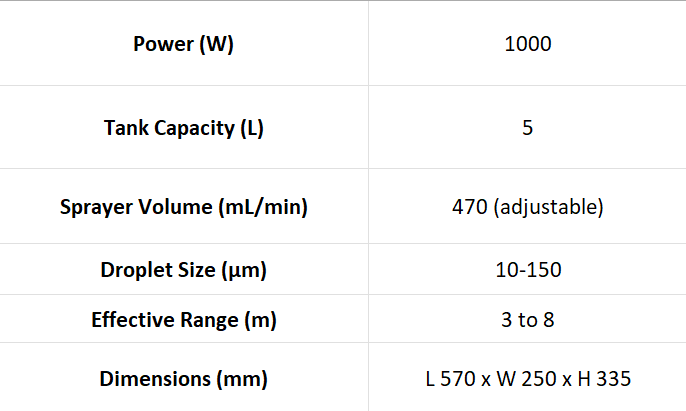 Power (W) 1000
Tank Capacity (L) 5
Sprayer Volume (mL/min) 470 (adjustable)
Droplet Size (µm) 10-150
Effective Range (m) 3 to 8
Dimensions (mm) L 570 x W 250 x H 335